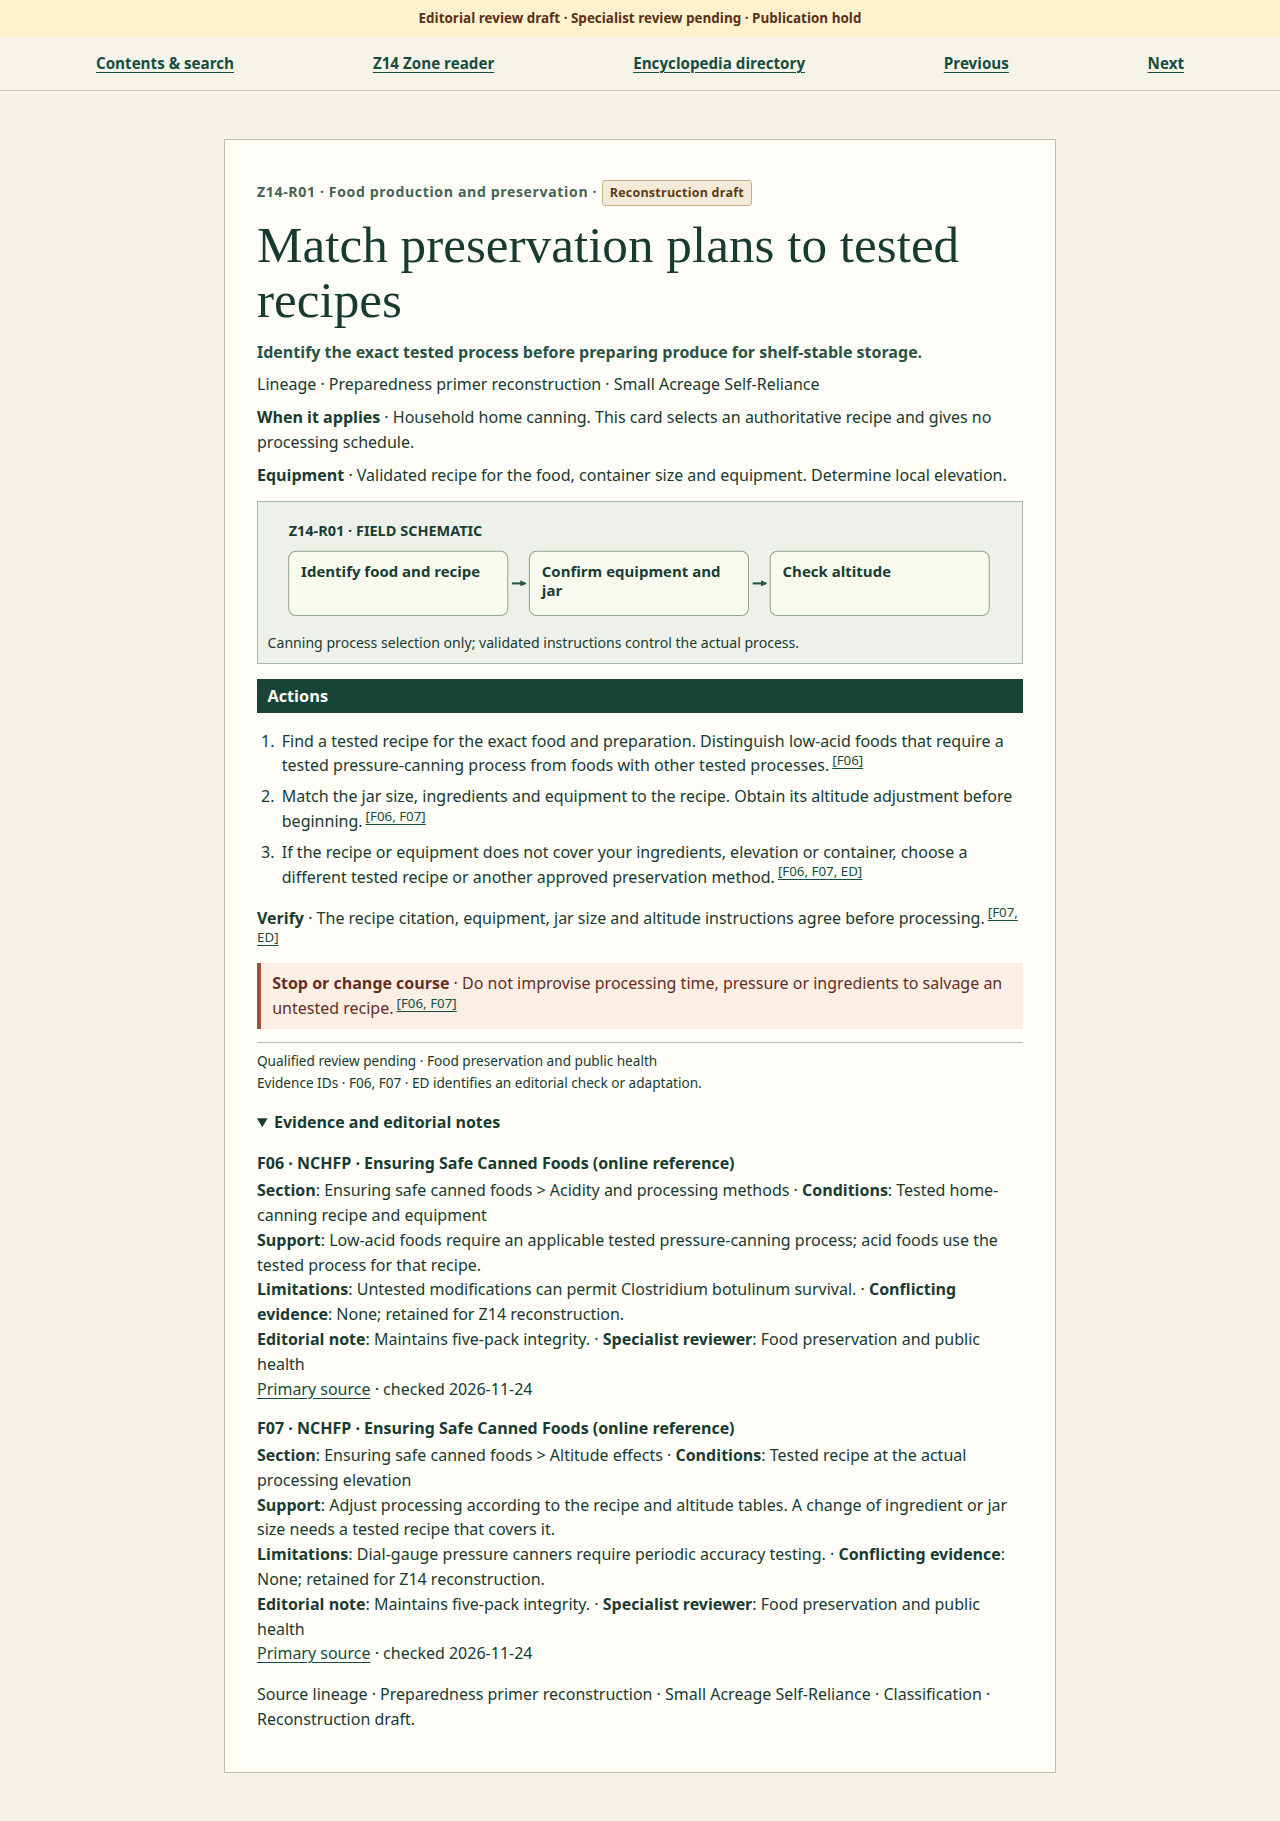 Editorial review draft · Specialist review pending · Publication hold
Contents & search
Z14 Zone reader
Encyclopedia directory
Previous
Next
Z14-R01 · Food production and preservation · Reconstruction draft
Match preservation plans to tested
recipes
Identify the exact tested process before preparing produce for shelf-stable storage.
Lineage · Preparedness primer reconstruction · Small Acreage Self-Reliance
When it applies · Household home canning. This card selects an authoritative recipe and gives no
processing schedule.
Equipment · Validated recipe for the food, container size and equipment. Determine local elevation.
Z14-R01 · FIELD SCHEMATIC
Identify food and recipe
Confirm equipment and
jar
Check altitude
Canning process selection only; validated instructions control the actual process.
Actions
1. Find a tested recipe for the exact food and preparation. Distinguish low-acid foods that require a
tested pressure-canning process from foods with other tested processes. [F06]
2. Match the jar size, ingredients and equipment to the recipe. Obtain its altitude adjustment before
beginning. [F06, F07]
3. If the recipe or equipment does not cover your ingredients, elevation or container, choose a
different tested recipe or another approved preservation method. [F06, F07, ED]
Verify · The recipe citation, equipment, jar size and altitude instructions agree before processing. [F07,
ED]
Stop or change course · Do not improvise processing time, pressure or ingredients to salvage an
untested recipe. [F06, F07]
Qualified review pending · Food preservation and public health
Evidence IDs · F06, F07 · ED identifies an editorial check or adaptation.
▼ Evidence and editorial notes
F06 · NCHFP · Ensuring Safe Canned Foods (online reference)
Section: Ensuring safe canned foods > Acidity and processing methods · Conditions: Tested home-
canning recipe and equipment
Support: Low-acid foods require an applicable tested pressure-canning process; acid foods use the
tested process for that recipe.
Limitations: Untested modifications can permit Clostridium botulinum survival. · Conflicting
evidence: None; retained for Z14 reconstruction.
Editorial note: Maintains five-pack integrity. · Specialist reviewer: Food preservation and public
health
Primary source · checked 2026-11-24
F07 · NCHFP · Ensuring Safe Canned Foods (online reference)
Section: Ensuring safe canned foods > Altitude effects · Conditions: Tested recipe at the actual
processing elevation
Support: Adjust processing according to the recipe and altitude tables. A change of ingredient or jar
size needs a tested recipe that covers it.
Limitations: Dial-gauge pressure canners require periodic accuracy testing. · Conflicting evidence:
None; retained for Z14 reconstruction.
Editorial note: Maintains five-pack integrity. · Specialist reviewer: Food preservation and public
health
Primary source · checked 2026-11-24
Source lineage · Preparedness primer reconstruction · Small Acreage Self-Reliance · Classification ·
Reconstruction draft.